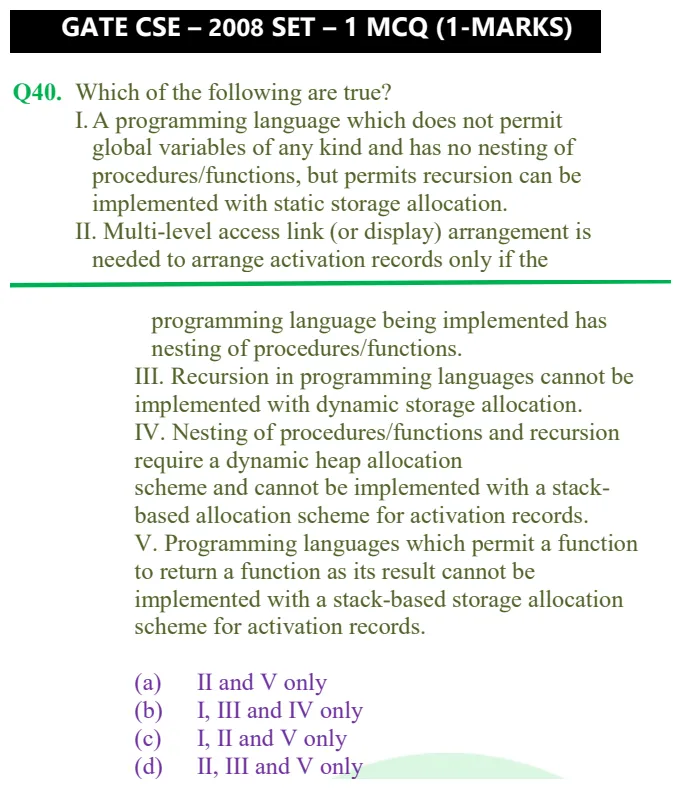 GATE CSE – 2008 SET – 1 MCQ (1-MARKS)
Q40. Which of the following are true?
I. A programming language which does not permit
global variables of any kind and has no nesting of
procedures/functions, but permits recursion can be
implemented with static storage allocation.
II. Multi-level access link (or display) arrangement is
needed to arrange activation records only if the
programming language being implemented has
nesting of procedures/functions.
III. Recursion in programming languages cannot be
implemented with dynamic storage allocation.
IV. Nesting of procedures/functions and recursion
require a dynamic heap allocation
scheme and cannot be implemented with a stack-
based allocation scheme for activation records.
V. Programming languages which permit a function
to return a function as its result cannot be
implemented with a stack-based storage allocation
scheme for activation records.
(a) II and V only
(b) I, III and IV only
(c) I, II and V only
(d) II, III and V only